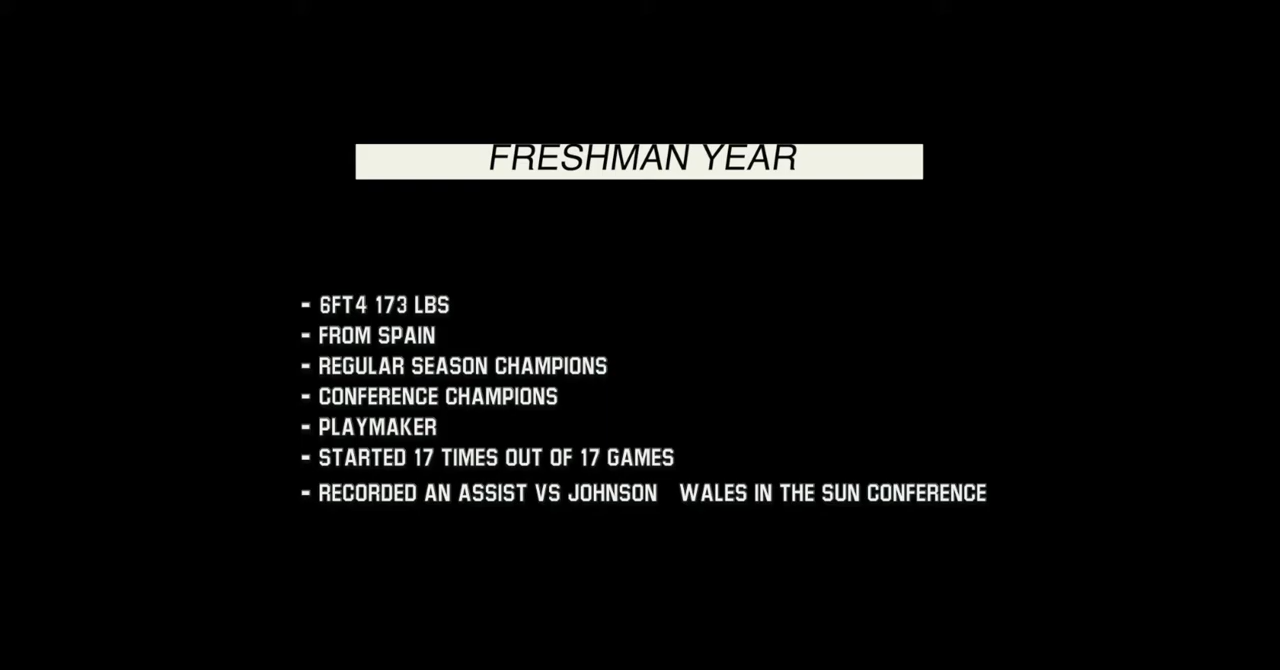 FRESHMAN YEAR
- 6FT4 173 LBS
- FROM SPAIN
- REGULAR SEASON CHAMPIONS
- CONFERENCE CHAMPIONS
- PLAYMAKER
- STARTED 17 TIMES OUT OF 17 GAMES
- RECORDED AN ASSIST VS JOHNSON WALES IN THE SUN CONFERENCE